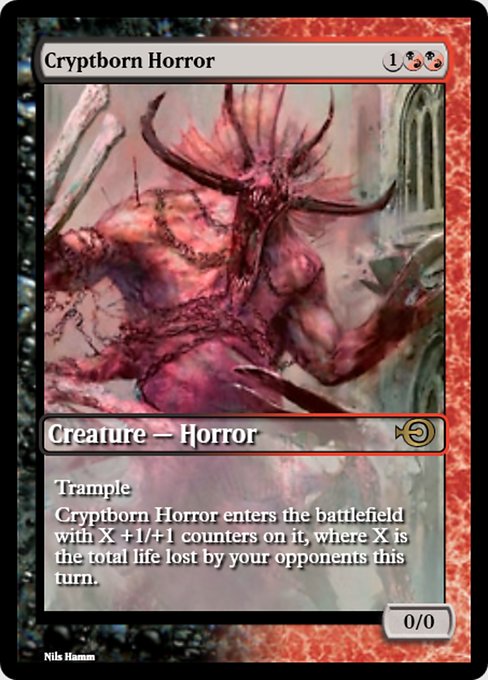 Cryptborn Horror
1
Creature — Horror
Trample
Cryptborn Horror enters the battlefield
with X +1/+1 counters on it, where X is
the total life lost by your opponents this
turn.
0/0
Nils Hamm